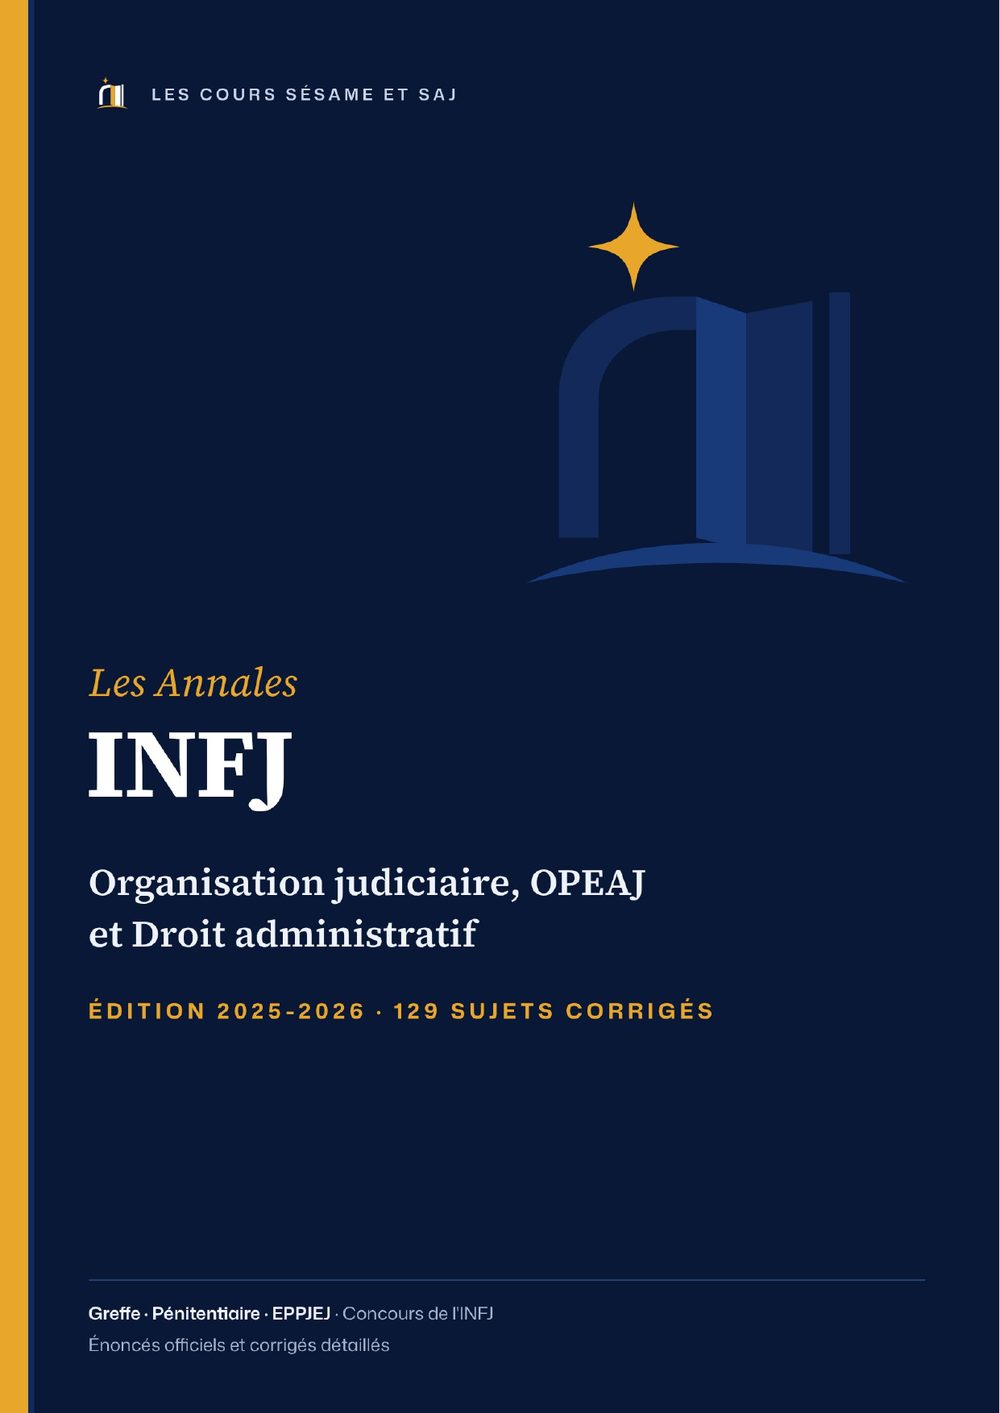 LES COURS SÉSAME ET SAJ
Les Annales
INFJ
Organisation judiciaire, OPEAJ
et Droit administratif
ÉDITION 2025-2026 · 129 SUJETS CORRIGÉS
Greffe · Pénitentiaire · EPPJEJ · Concours de l'INFJ
Énoncés officiels et corrigés détaillés